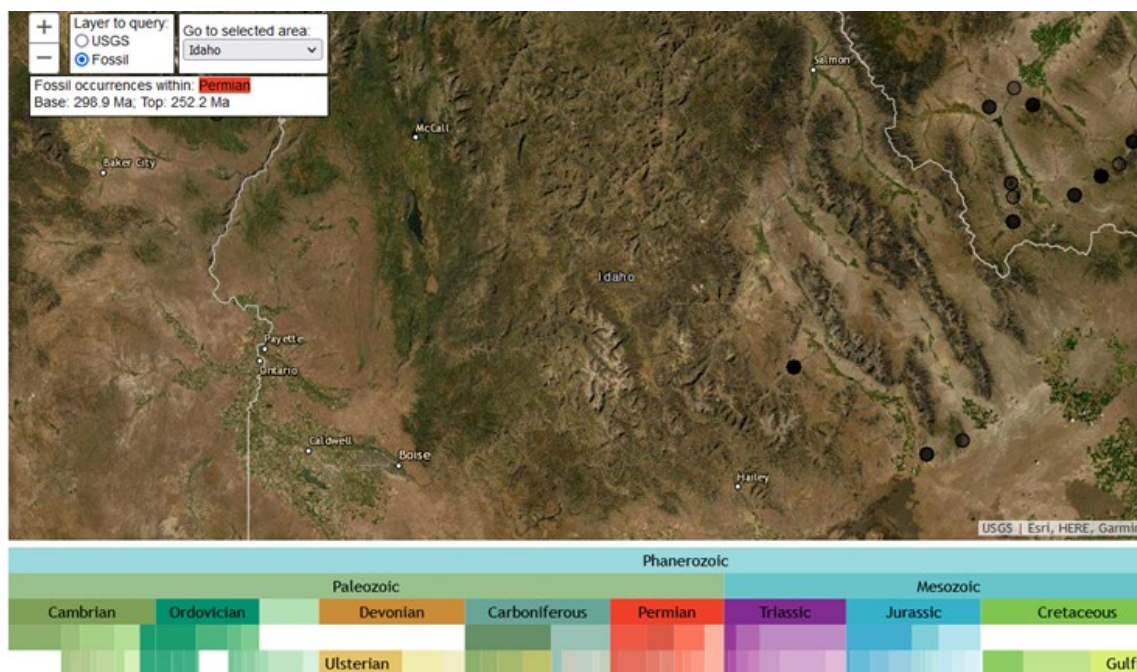 +
−
Layer to query:
USGS
Fossil
Go to selected area:
Idaho
Fossil occurrences within: Permian
Base: 298.9 Ma; Top: 252.2 Ma
Salmon
McCall
Baker City
Idaho
Payette
Ontario
Caldwell
Boise
Hailey
USGS | Esri, HERE, Garmin
Phanerozoic
Paleozoic
Mesozoic
Cambrian
Ordovician
Devonian
Carboniferous
Permian
Triassic
Jurassic
Cretaceous
Ulsterian
Gulf